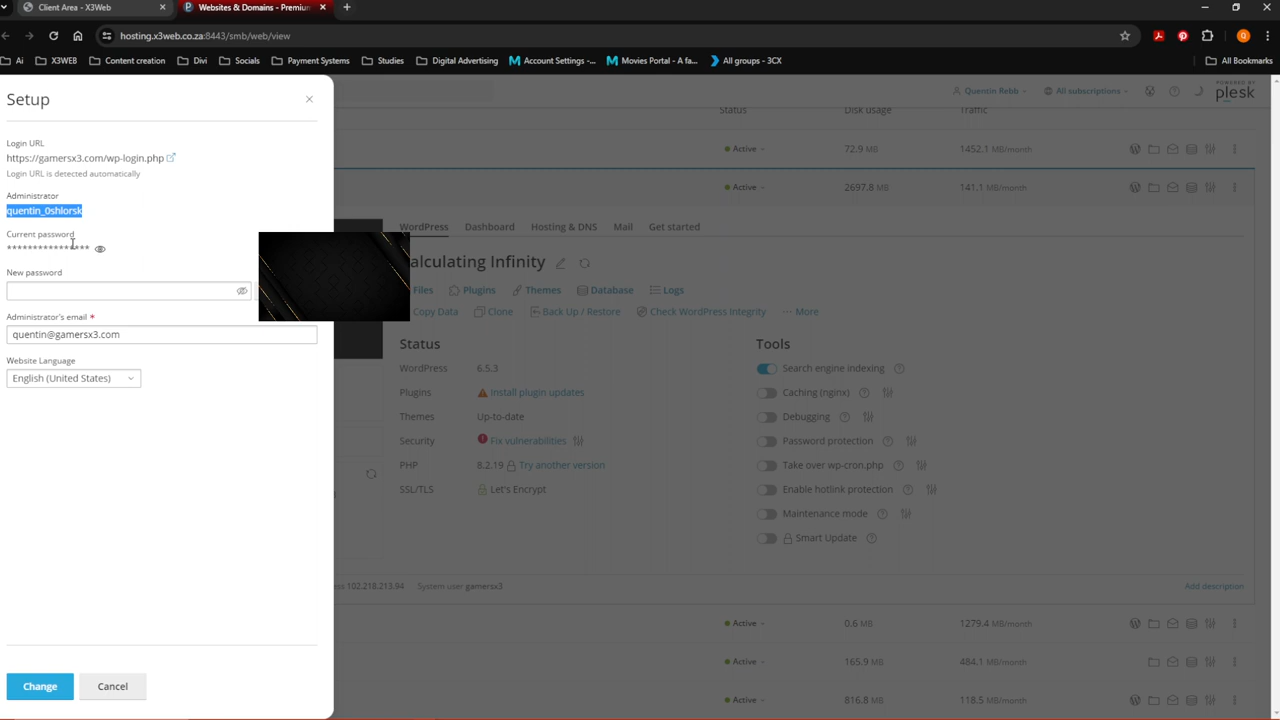 Client Area - X3Web
Websites & Domains - Premium
hosting.x3web.co.za:8443/smb/web/view
Ai
X3WEB
Content creation
Divi
Socials
Payment Systems
Studies
Digital Advertising
Account Settings -...
Movies Portal - A fa...
All groups - 3CX
All Bookmarks
Setup
Login URL
https://gamersx3.com/wp-login.php
Login URL is detected automatically
Administrator
quentin_0shlorsk
Current password
****************
New password
Administrator's email *
quentin@gamersx3.com
Website Language
English (United States)
Change
Cancel
Quentin Rebb
All subscriptions
POWERED BY
plesk
Status
Disk usage
Traffic
Active
72.9 MB
1452.1 MB/month
Active
2697.8 MB
141.1 MB/month
WordPress
Dashboard
Hosting & DNS
Mail
Get started
alculating Infinity
Files
Plugins
Themes
Database
Logs
Copy Data
Clone
Back Up / Restore
Check WordPress Integrity
More
Status
WordPress
6.5.3
Plugins
Install plugin updates
Themes
Up-to-date
Security
Fix vulnerabilities
PHP
8.2.19
Try another version
SSL/TLS
Let's Encrypt
Tools
Search engine indexing
Caching (nginx)
Debugging
Password protection
Take over wp-cron.php
Enable hotlink protection
Maintenance mode
Smart Update
102.218.213.94
System user gamersx3
Add description
Active
0.6 MB
1279.4 MB/month
Active
165.9 MB
484.1 MB/month
Active
816.8 MB
118.5 MB/month